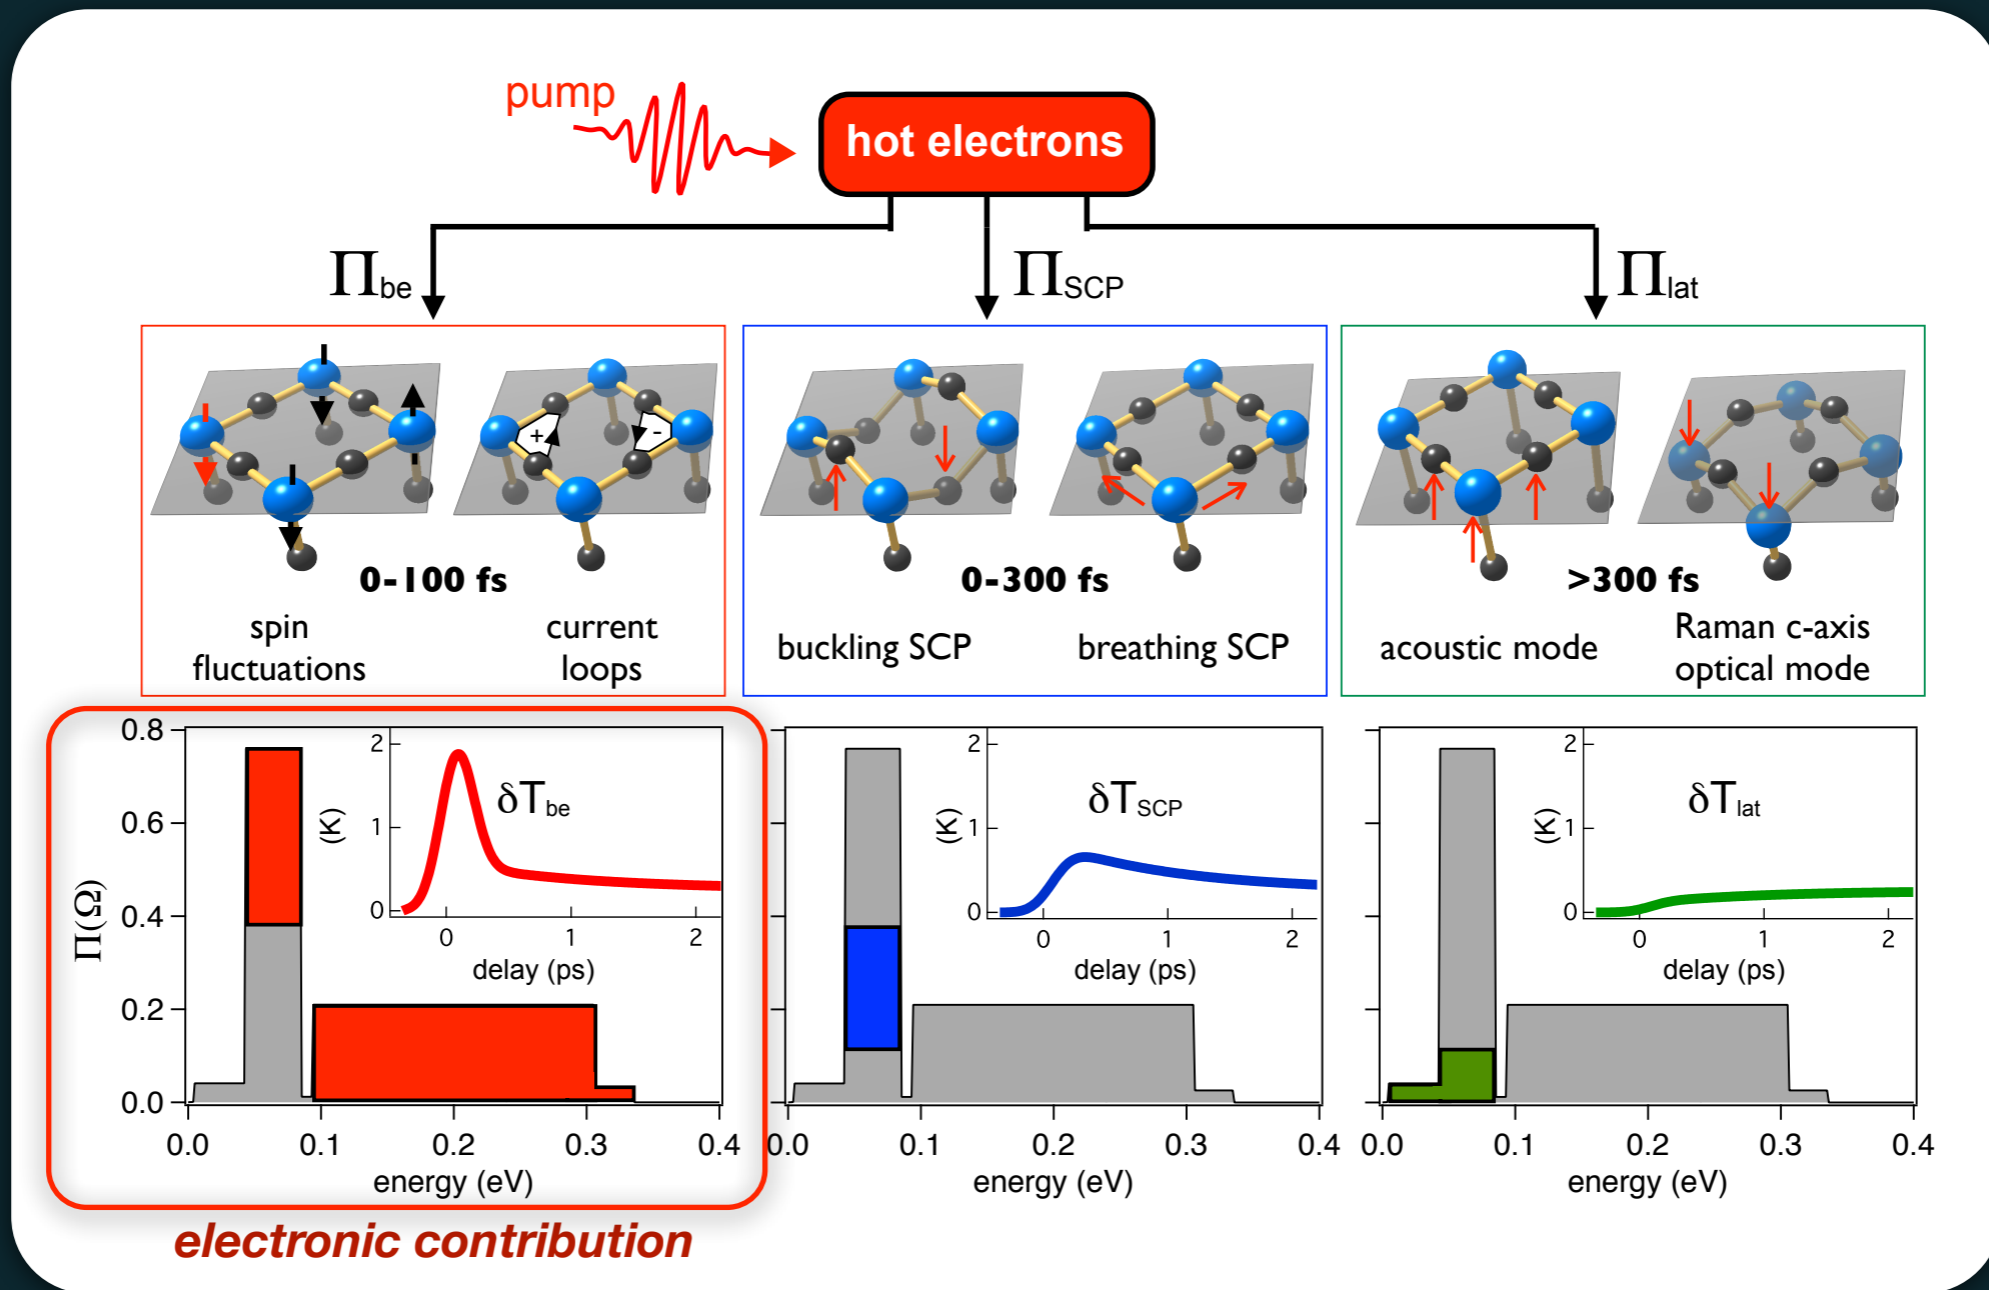 pump
hot electrons
Πbe
ΠSCP
Πlat
+
-
0-100 fs
spin
fluctuations
current
loops
0-300 fs
buckling SCP
breathing SCP
>300 fs
acoustic mode
Raman c-axis
optical mode
Π(Ω)
0.8
0.6
0.4
0.2
0.0
0.0 0.1 0.2 0.3 0.4
energy (eV)
(K)
2
1
0
δTbe
0 1 2
delay (ps)
0.0 0.1 0.2 0.3 0.4
energy (eV)
(K)
2
1
0
δTSCP
0 1 2
delay (ps)
0.0 0.1 0.2 0.3 0.4
energy (eV)
(K)
2
1
0
δTlat
0 1 2
delay (ps)
electronic contribution